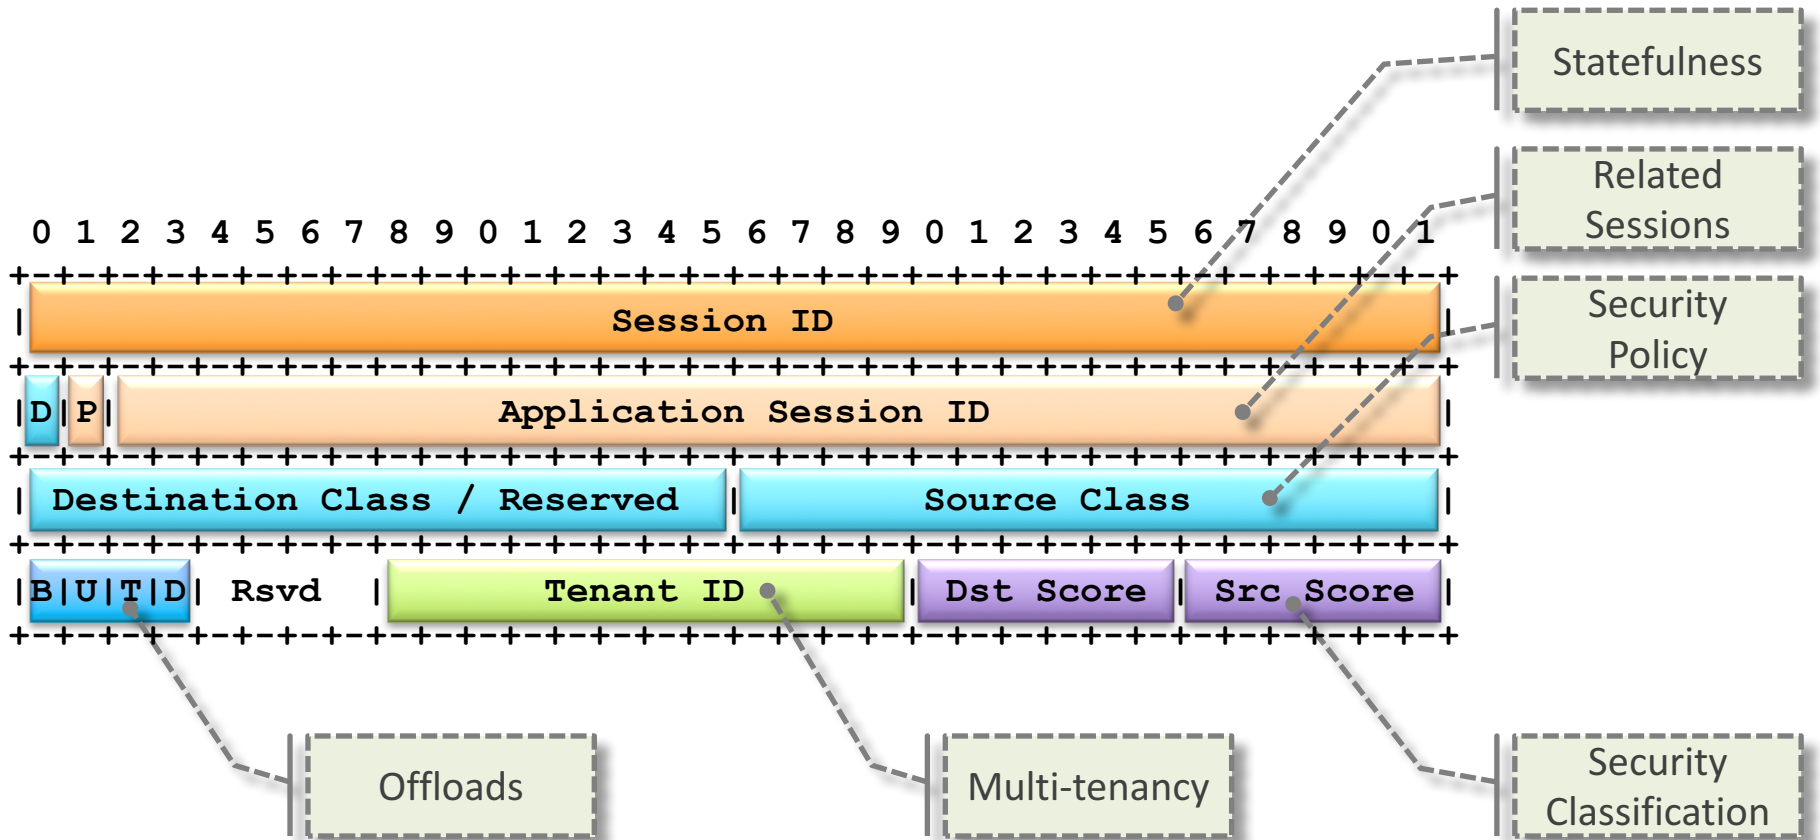 Statefulness
Related
Sessions
0 1 2 3 4 5 6 7 8 9 0 1 2 3 4 5 6 7 8 9 0 1 2 3 4 5 6 7 8 9 0 1
+-+-+-+-+-+-+-+-+-+-+-+-+-+-+-+-+-+-+-+-+-+-+-+-+-+-+-+-+-+-+-+-+
Security
Policy
| Session ID |
+-+-+-+-+-+-+-+-+-+-+-+-+-+-+-+-+-+-+-+-+-+-+-+-+-+-+-+-+-+-+-+-+
|D|P| Application Session ID |
+-+-+-+-+-+-+-+-+-+-+-+-+-+-+-+-+-+-+-+-+-+-+-+-+-+-+-+-+-+-+-+-+
| Destination Class / Reserved | Source Class |
+-+-+-+-+-+-+-+-+-+-+-+-+-+-+-+-+-+-+-+-+-+-+-+-+-+-+-+-+-+-+-+-+
|B|U|T|D| Rsvd | Tenant ID | Dst Score | Src Score |
+-+-+-+-+-+-+-+-+-+-+-+-+-+-+-+-+-+-+-+-+-+-+-+-+-+-+-+-+-+-+-+-+
Offloads
Multi-tenancy
Security
Classification